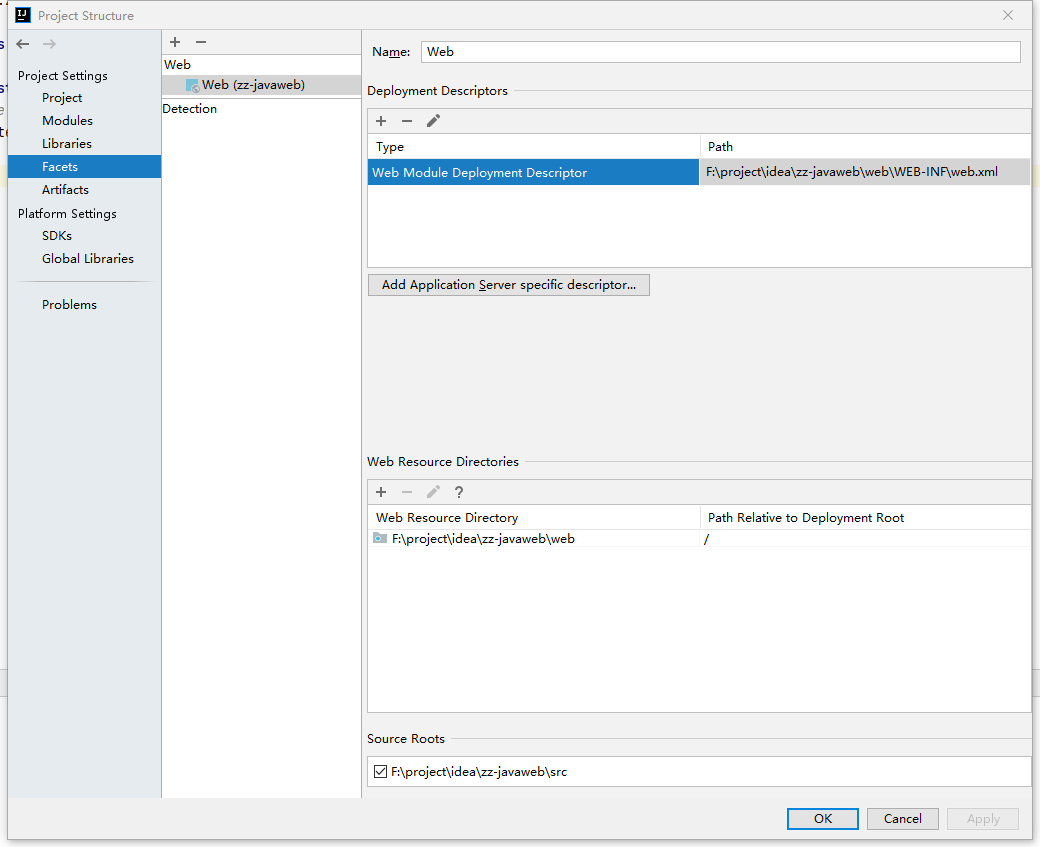 Project Structure
Project Settings
Project
Modules
Libraries
Facets
Artifacts
Platform Settings
SDKs
Global Libraries
Problems
Web
Web (zz-javaweb)
Detection
Name: Web
Deployment Descriptors
Type Path
Web Module Deployment Descriptor F:\project\idea\zz-javaweb\web\WEB-INF\web.xml
Add Application Server specific descriptor...
Web Resource Directories
?
Web Resource Directory Path Relative to Deployment Root
F:\project\idea\zz-javaweb\web /
Source Roots
F:\project\idea\zz-javaweb\src
OK Cancel Apply